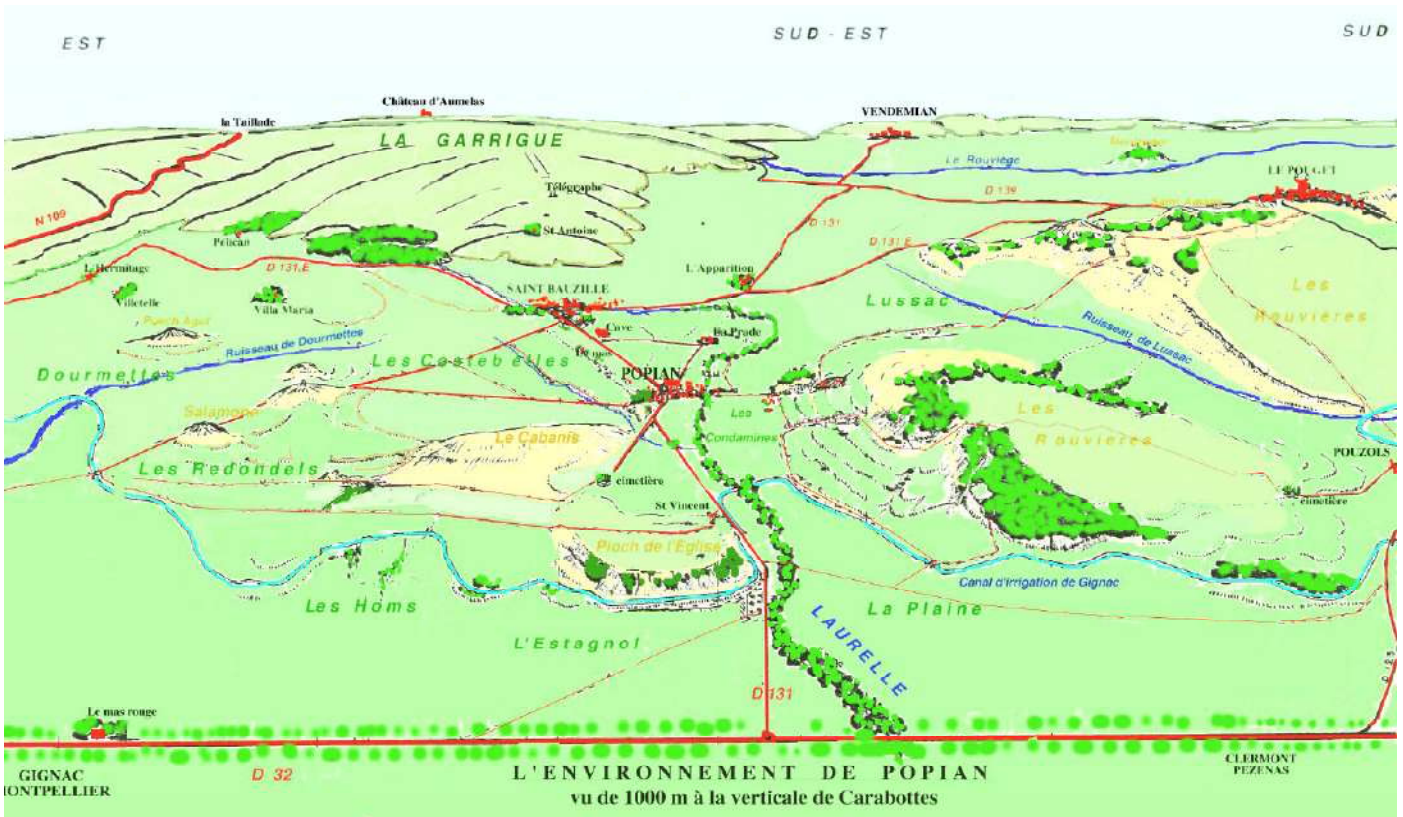 EST
SUD - EST
SUD
Château d'Aumelas
la Taillade
VENDEMIAN
LA GARRIGUE
Le Rouviège
LE POUGET
Télégraphe
D 139
N 109
Pélican
St Antoine
D 131
D 131 E
L'Hermitage
D 131.E
L'Apparition
SAINT BAUZILLE
Villetelle
Villa Maria
Lussac
Les
Rouvières
Puech Agut
Cave
La Prade
Ruisseau de Lussac
Ruisseau de Dourmettes
Les Costebelles
Dourmettes
POPIAN
Salamone
Les
Condamines
Les
Rouvières
Le Cabanis
Les Redondels
POUZOLS
cimetière
cimetière
St Vincent
Pioch de l'Eglise
Canal d'irrigation de Gignac
Les Homs
La Plaine
LAURELLE
L'Estagnol
D 131
Le mas rouge
GIGNAC
MONTPELLIER
D 32
CLERMONT
PEZENAS
L'ENVIRONNEMENT DE POPIAN
vu de 1000 m à la verticale de Carabottes